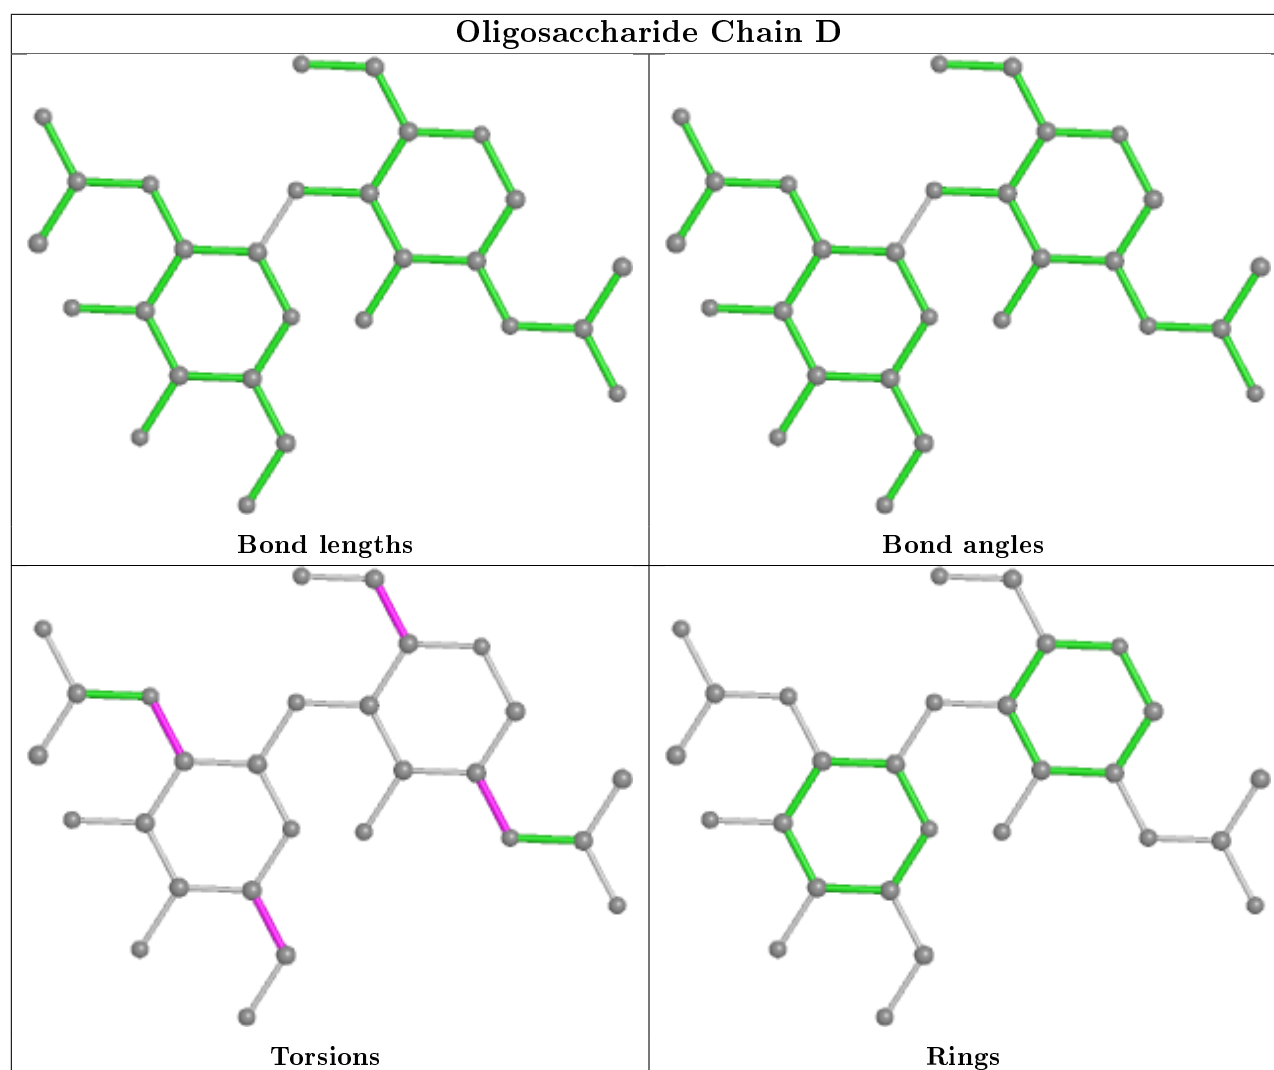 Oligosaccharide Chain D
Bond lengths
Bond angles
Torsions
Rings